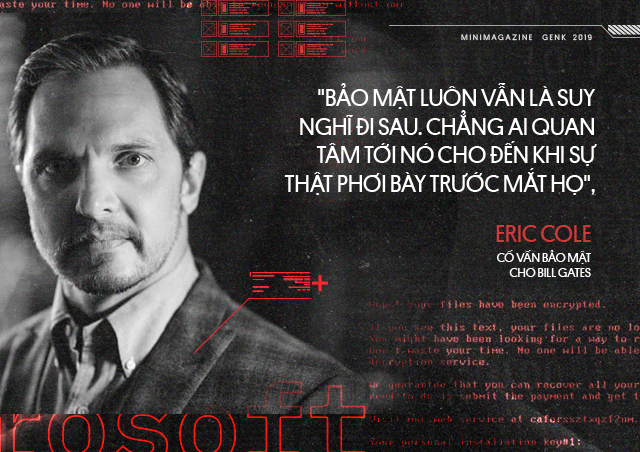 aste your time. No one will be
MINIMAGAZINE GENK 2019
"BẢO MẬT LUÔN VẪN LÀ SUY
NGHĨ ĐI SAU. CHẲNG AI QUAN
TÂM TỚI NÓ CHO ĐẾN KHI SỰ
THẬT PHƠI BÀY TRƯỚC MẮT HỌ",
ERIC COLE
CỐ VẤN BẢO MẬT
CHO BILL GATES
files have been encrypted.
If you see this text, your files are no lo
might have been looking for a way to r
waste your time. No one will be able
decryption service.
We guarantee that you can recover all your
need to do is submit the payment and get t
service at
Your personal installation key#1:
rosoft